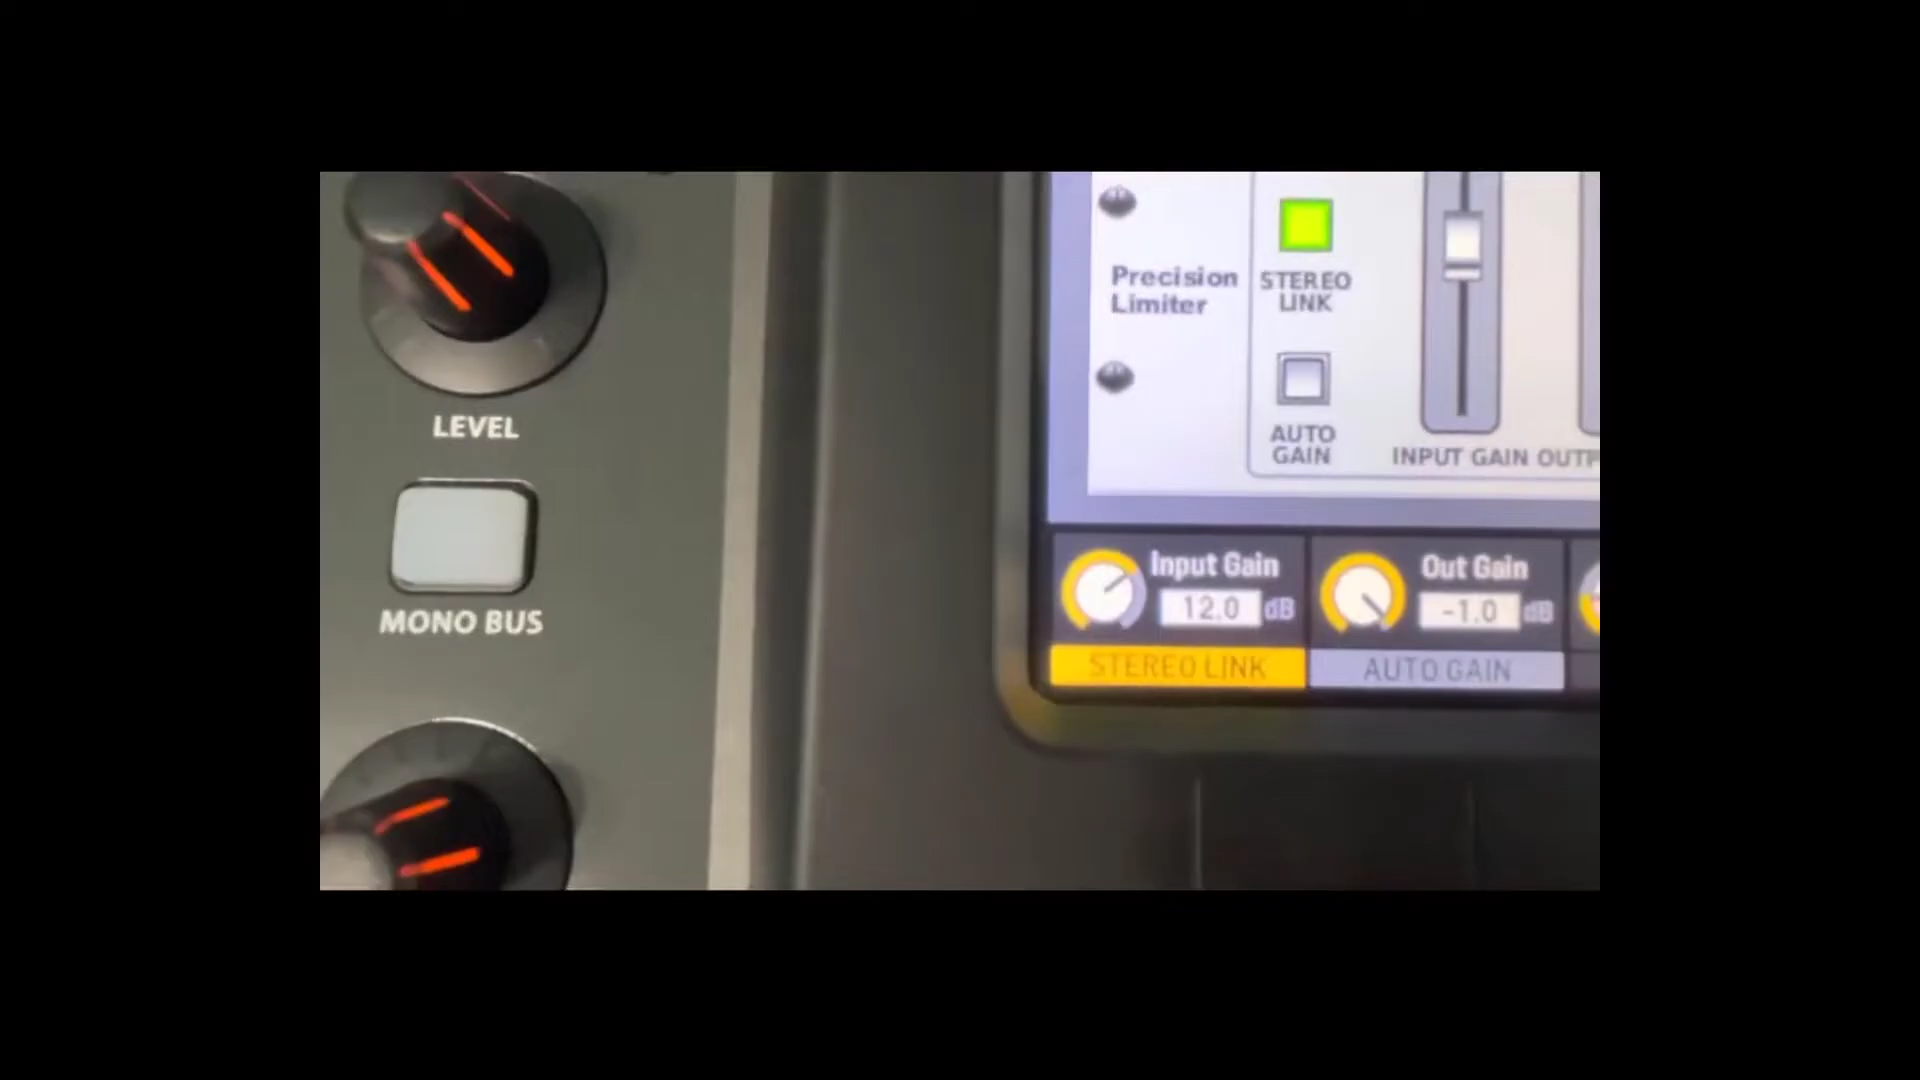 LEVEL
MONO BUS
Precision
Limiter
STEREO
LINK
AUTO
GAIN
INPUT GAIN
Input Gain
12.0 dB
STEREO LINK
Out Gain
-1.0 dB
AUTO GAIN